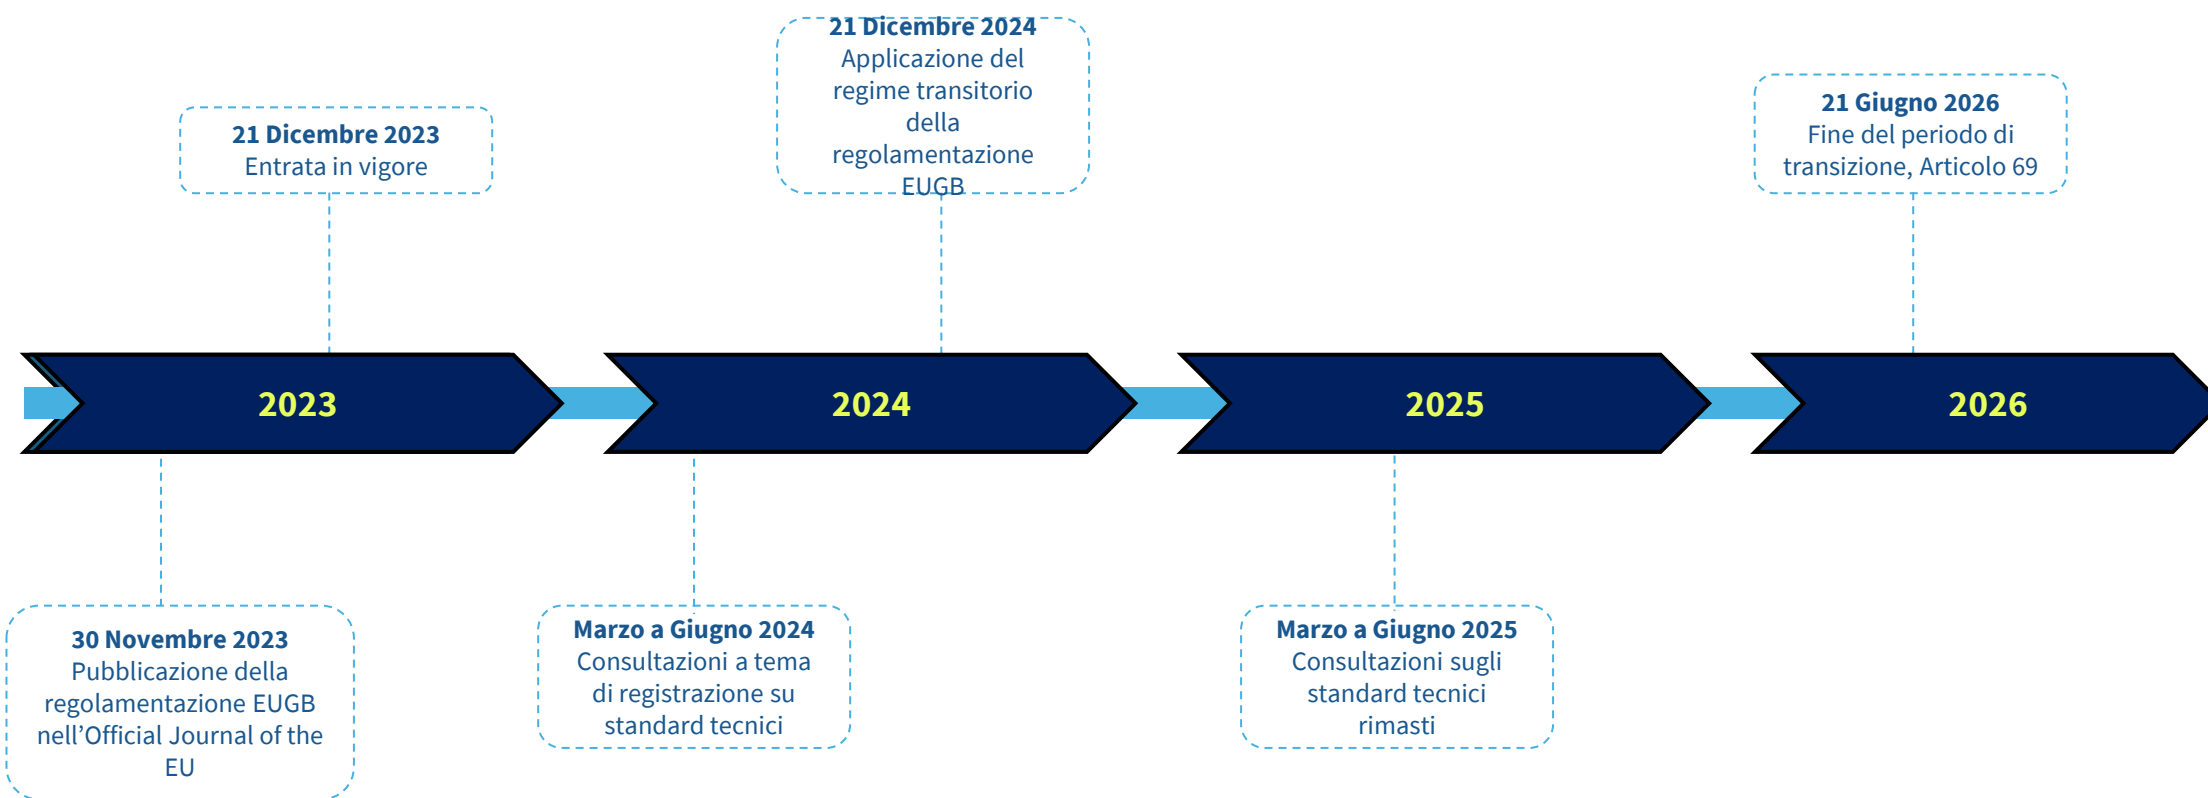 21 Dicembre 2024
Applicazione del
regime transitorio
della
regolamentazione
EUGB
21 Dicembre 2023
Entrata in vigore
21 Giugno 2026
Fine del periodo di
transizione, Articolo 69
2023
2024
2025
2026
30 Novembre 2023
Pubblicazione della
regolamentazione EUGB
nell’Official Journal of the
EU
Marzo a Giugno 2024
Consultazioni a tema
di registrazione su
standard tecnici
Marzo a Giugno 2025
Consultazioni sugli
standard tecnici
rimasti